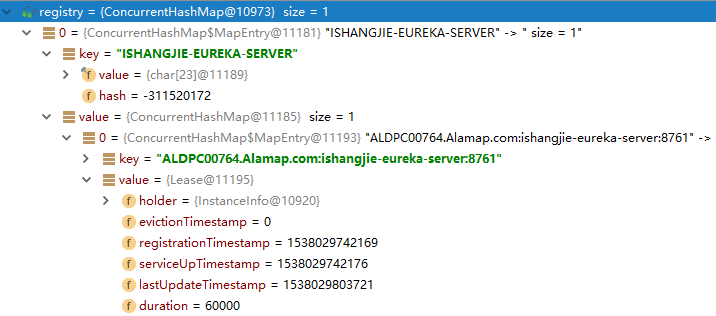 registry = {ConcurrentHashMap@10973} size = 1
0 = {ConcurrentHashMap$MapEntry@11181} "ISHANGJIE-EUREKA-SERVER" -> " size = 1"
key = "ISHANGJIE-EUREKA-SERVER"
value = {char[23]@11189}
hash = -311520172
value = {ConcurrentHashMap@11185} size = 1
0 = {ConcurrentHashMap$MapEntry@11193} "ALDPC00764.Alamap.com:ishangjie-eureka-server:8761" ->
key = "ALDPC00764.Alamap.com:ishangjie-eureka-server:8761"
value = {Lease@11195}
holder = {InstanceInfo@10920}
evictionTimestamp = 0
registrationTimestamp = 1538029742169
serviceUpTimestamp = 1538029742176
lastUpdateTimestamp = 1538029803721
duration = 60000